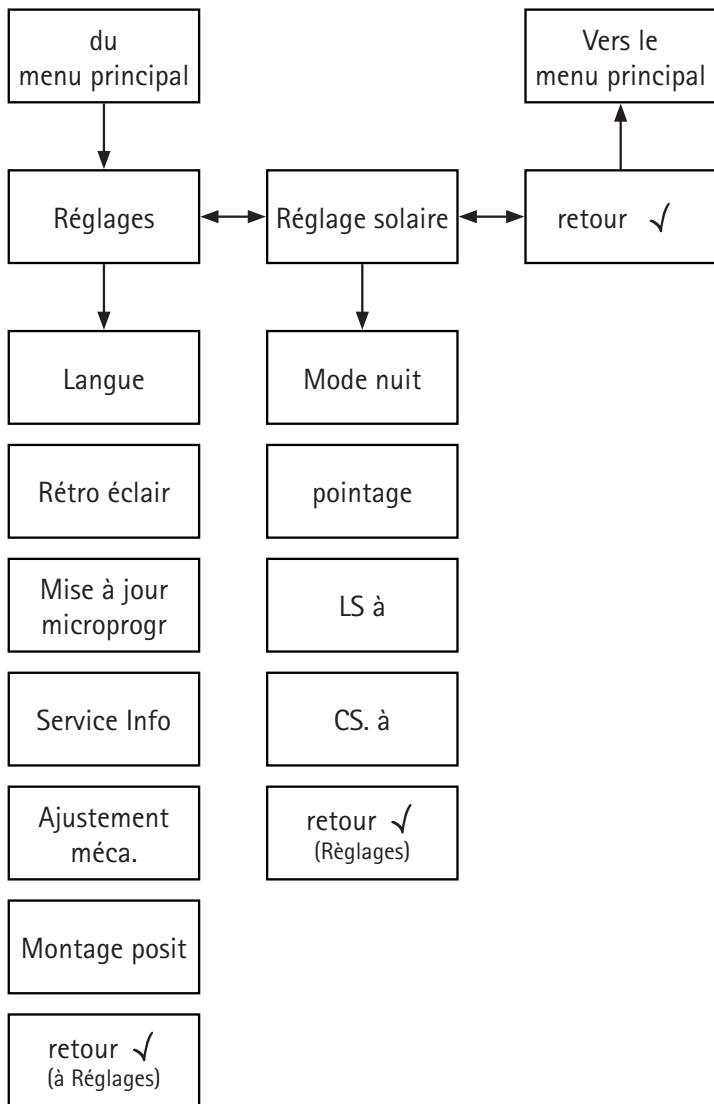 du
menu principal
Vers le
menu principal
Réglages
Réglage solaire
retour √
Langue
Mode nuit
Rétro éclair
pointage
Mise à jour
microprogr
LS à
Service Info
CS. à
Ajustement
méca.
retour √
(Règlages)
Montage posit
retour √
(à Réglages)